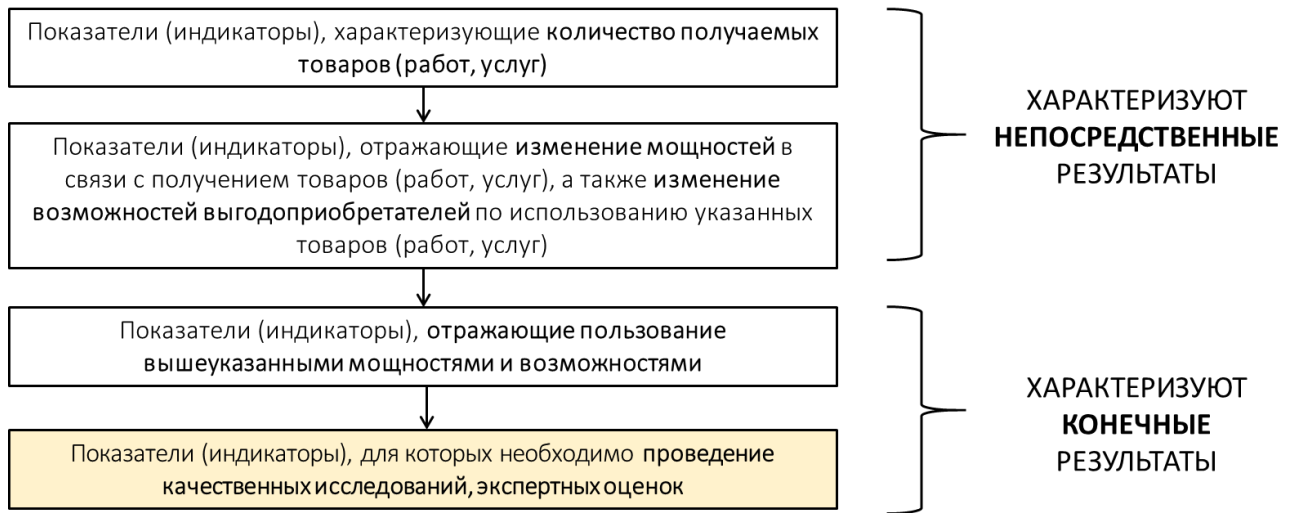 Показатели (индикаторы), характеризующие количество получаемых
товаров (работ, услуг)
Показатели (индикаторы), отражающие изменение мощностей в
связи с получением товаров (работ, услуг), а также изменение
возможностей выгодоприобретателей по использованию указанных
товаров (работ, услуг)
ХАРАКТЕРИЗУЮТ
НЕПОСРЕДСТВЕННЫЕ
РЕЗУЛЬТАТЫ
Показатели (индикаторы), отражающие пользование
вышеуказанными мощностями и возможностями
Показатели (индикаторы), для которых необходимо проведение
качественных исследований, экспертных оценок
ХАРАКТЕРИЗУЮТ
КОНЕЧНЫЕ
РЕЗУЛЬТАТЫ